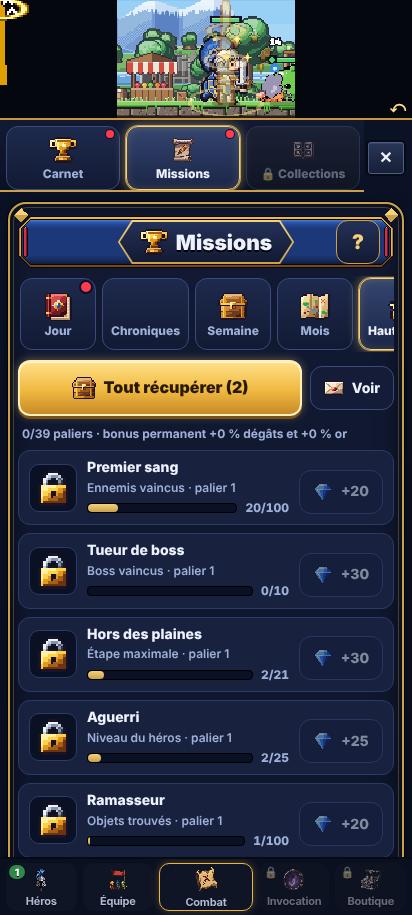 Carnet
Missions
Collections
×
Missions
?
Jour
Chroniques
Semaine
Mois
Tout récupérer (2)
Voir
0/39 paliers · bonus permanent +0 % dégâts et +0 % or
Premier sang
Ennemis vaincus · palier 1
20/100
+20
Tueur de boss
Boss vaincus · palier 1
0/10
+30
Hors des plaines
Étape maximale · palier 1
2/21
+30
Aguerri
Niveau du héros · palier 1
2/25
+25
Ramasseur
Objets trouvés · palier 1
1/100
+20
1
Héros
Équipe
Combat
Invocation
Boutique